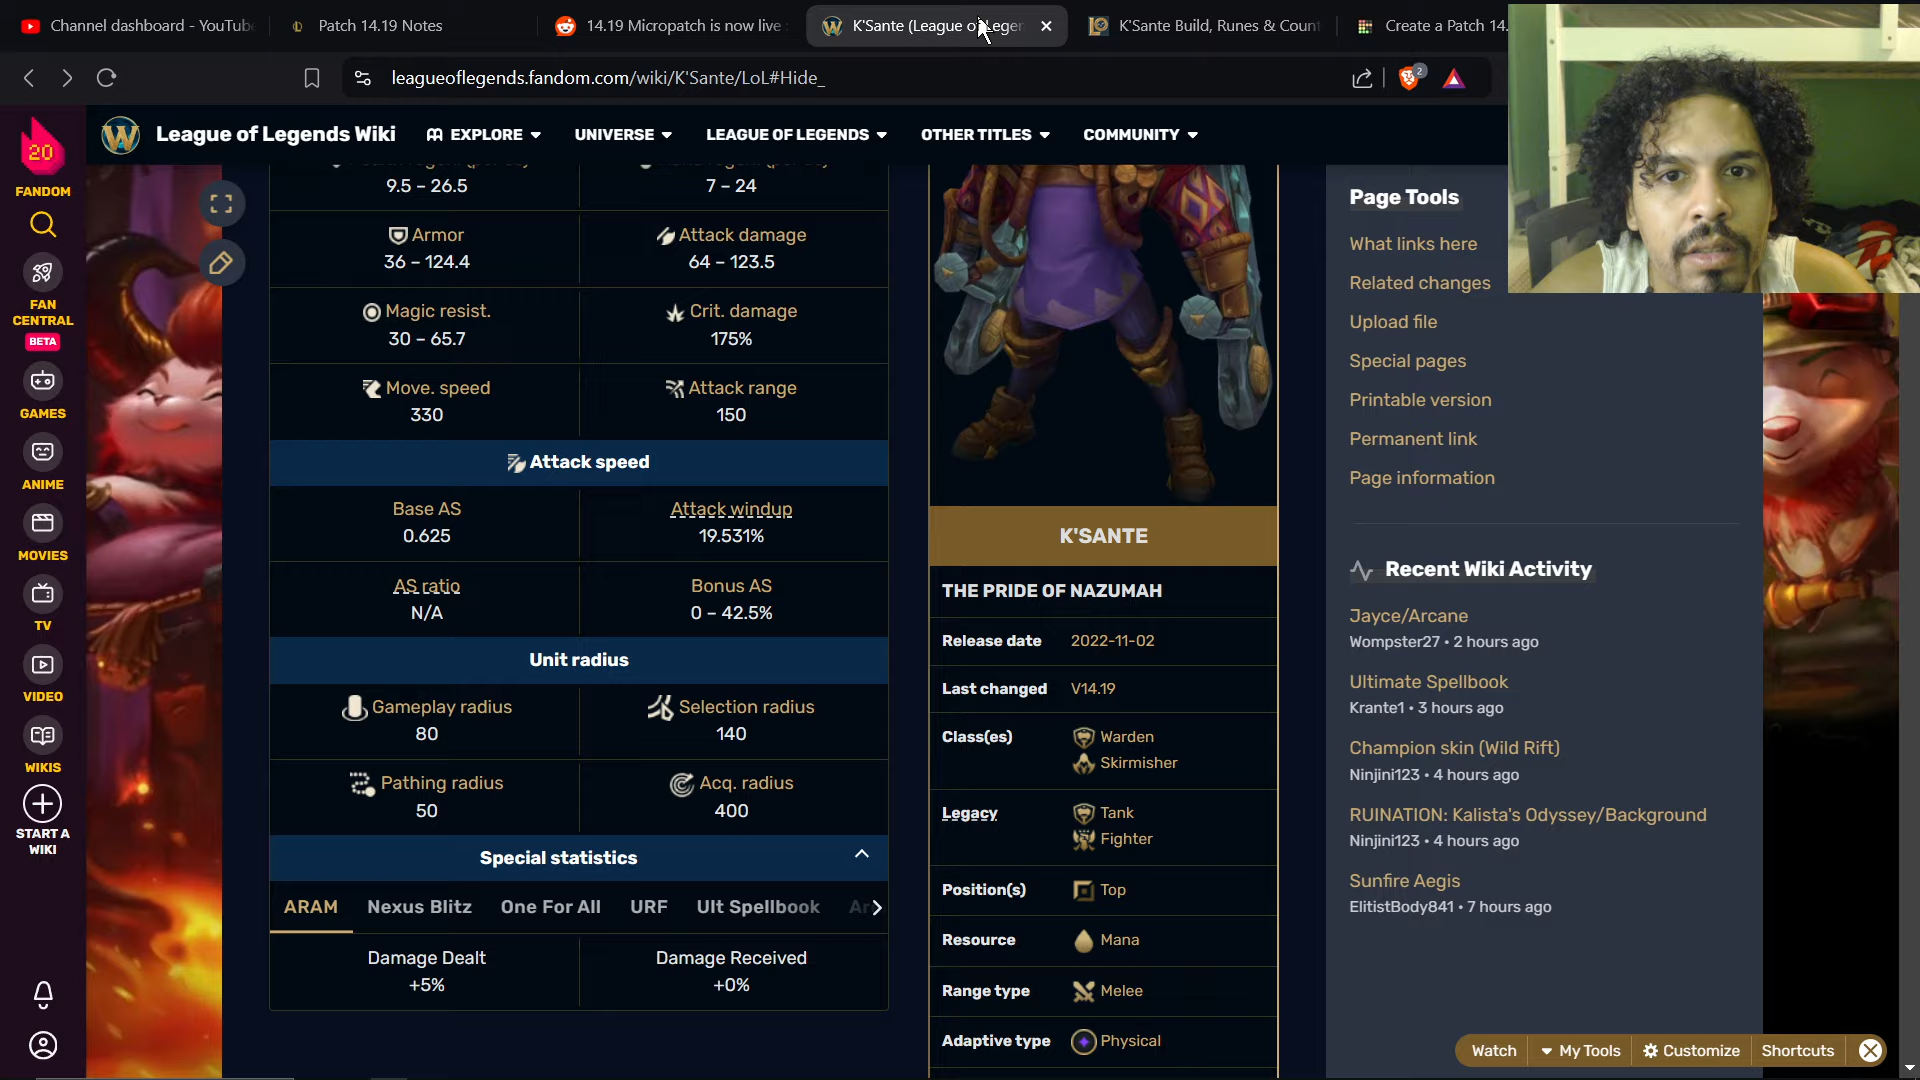 Channel dashboard - YouTube
Patch 14.19 Notes
14.19 Micropatch is now live
K'Sante (League of Legen
K'Sante Build, Runes & Count
Create a Patch 14.
leagueoflegends.fandom.com/wiki/K'Sante/LoL#Hide_
2
20
FANDOM
FAN
CENTRAL
BETA
GAMES
ANIME
MOVIES
TV
VIDEO
WIKIS
START A
WIKI
League of Legends Wiki
EXPLORE
UNIVERSE
LEAGUE OF LEGENDS
OTHER TITLES
COMMUNITY
9.5 – 26.5
7 – 24
Armor
36 – 124.4
Attack damage
64 – 123.5
Magic resist.
30 – 65.7
Crit. damage
175%
Move. speed
330
Attack range
150
Attack speed
Base AS
0.625
Attack windup
19.531%
AS ratio
N/A
Bonus AS
0 – 42.5%
Unit radius
Gameplay radius
80
Selection radius
140
Pathing radius
50
Acq. radius
400
Special statistics
ARAM
Nexus Blitz
One For All
URF
Ult Spellbook
Ar
Damage Dealt
+5%
Damage Received
+0%
K'SANTE
THE PRIDE OF NAZUMAH
Release date 2022-11-02
Last changed V14.19
Class(es) Warden
Skirmisher
Legacy Tank
Fighter
Position(s) Top
Resource Mana
Range type Melee
Adaptive type Physical
Page Tools
What links here
Related changes
Upload file
Special pages
Printable version
Permanent link
Page information
Recent Wiki Activity
Jayce/Arcane
Wompster27 • 2 hours ago
Ultimate Spellbook
Krante1 • 3 hours ago
Champion skin (Wild Rift)
Ninjini123 • 4 hours ago
RUINATION: Kalista's Odyssey/Background
Ninjini123 • 4 hours ago
Sunfire Aegis
ElitistBody841 • 7 hours ago
Watch
My Tools
Customize
Shortcuts